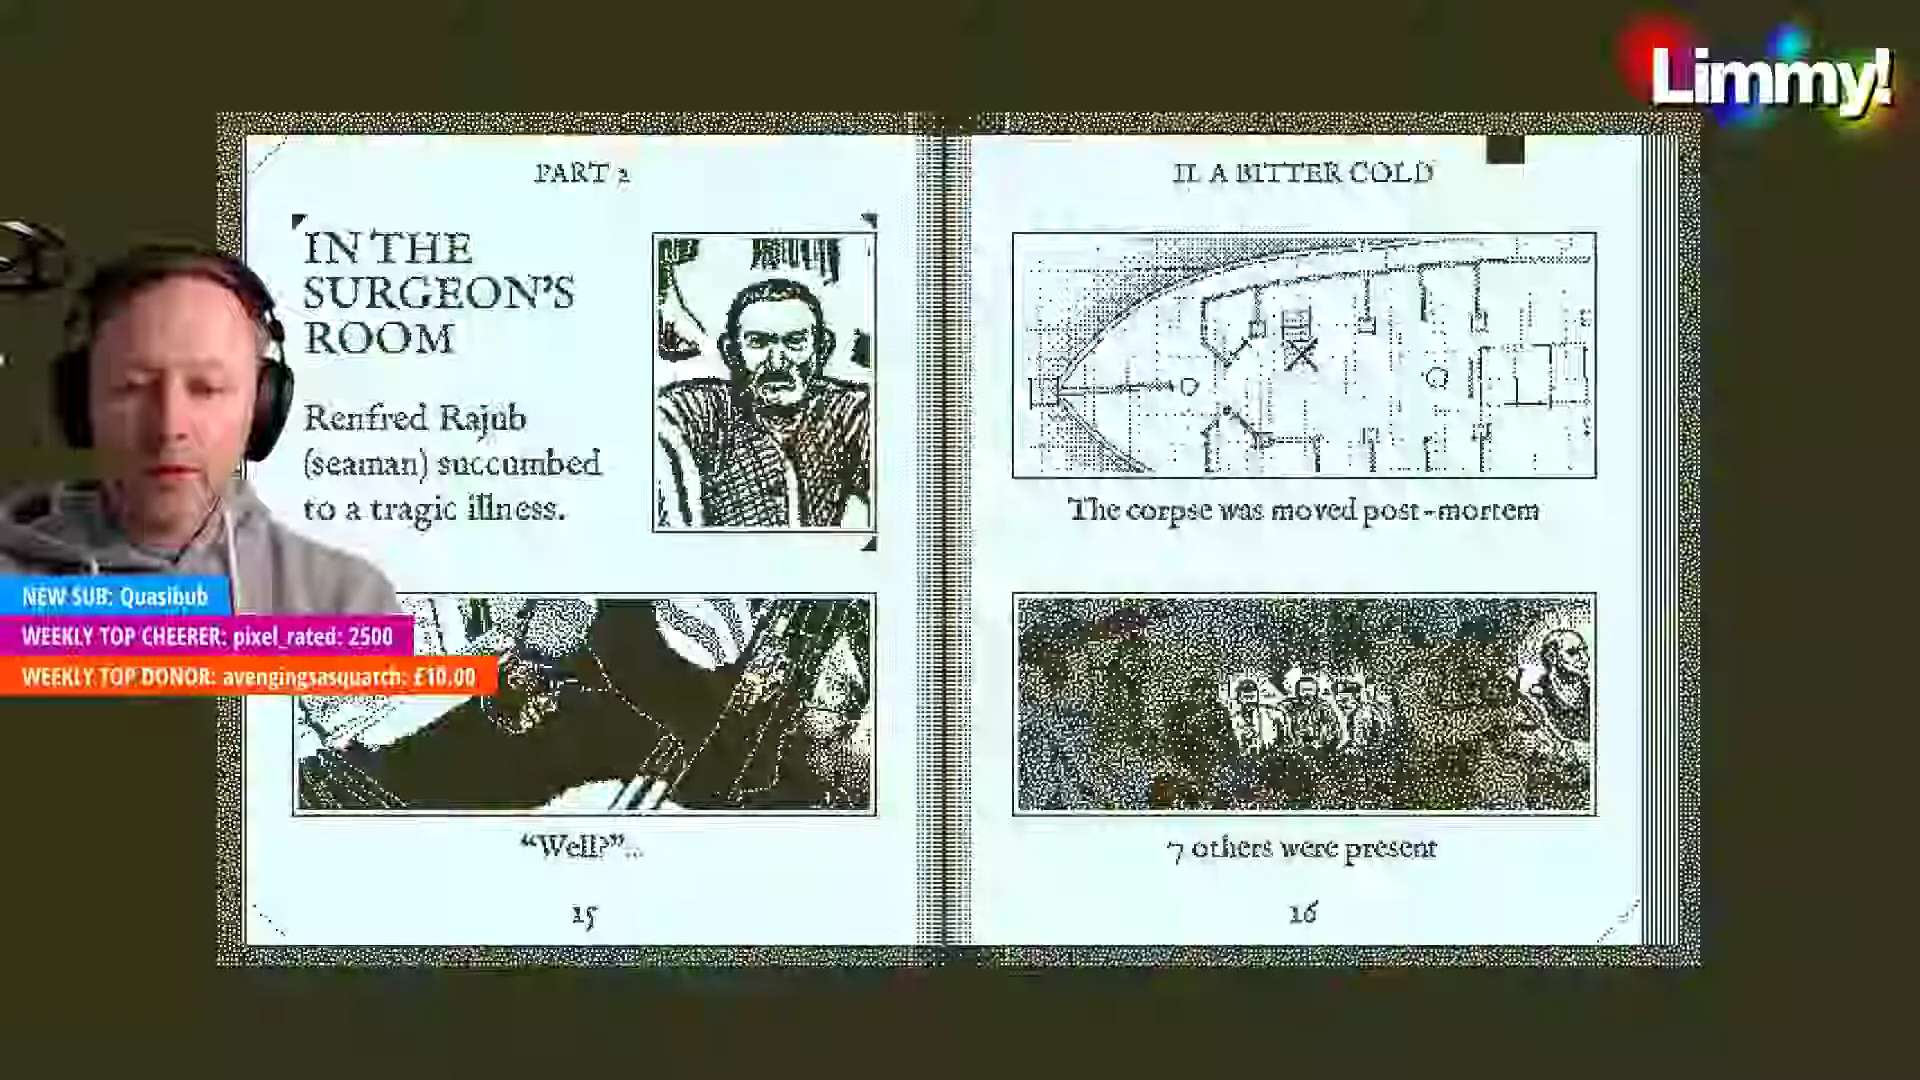 Limmy!
PART 2
IN THE
SURGEON'S
ROOM
Renfred Rajub
(seaman) succumbed
to a tragic illness.
NEW SUB: Quasibub
WEEKLY TOP CHEERER: pixel_rated: 2500
WEEKLY TOP DONOR: avengingsasquatch: £10.00
"Well?"...
15
II. A BITTER COLD
The corpse was moved post-mortem
7 others were present
16